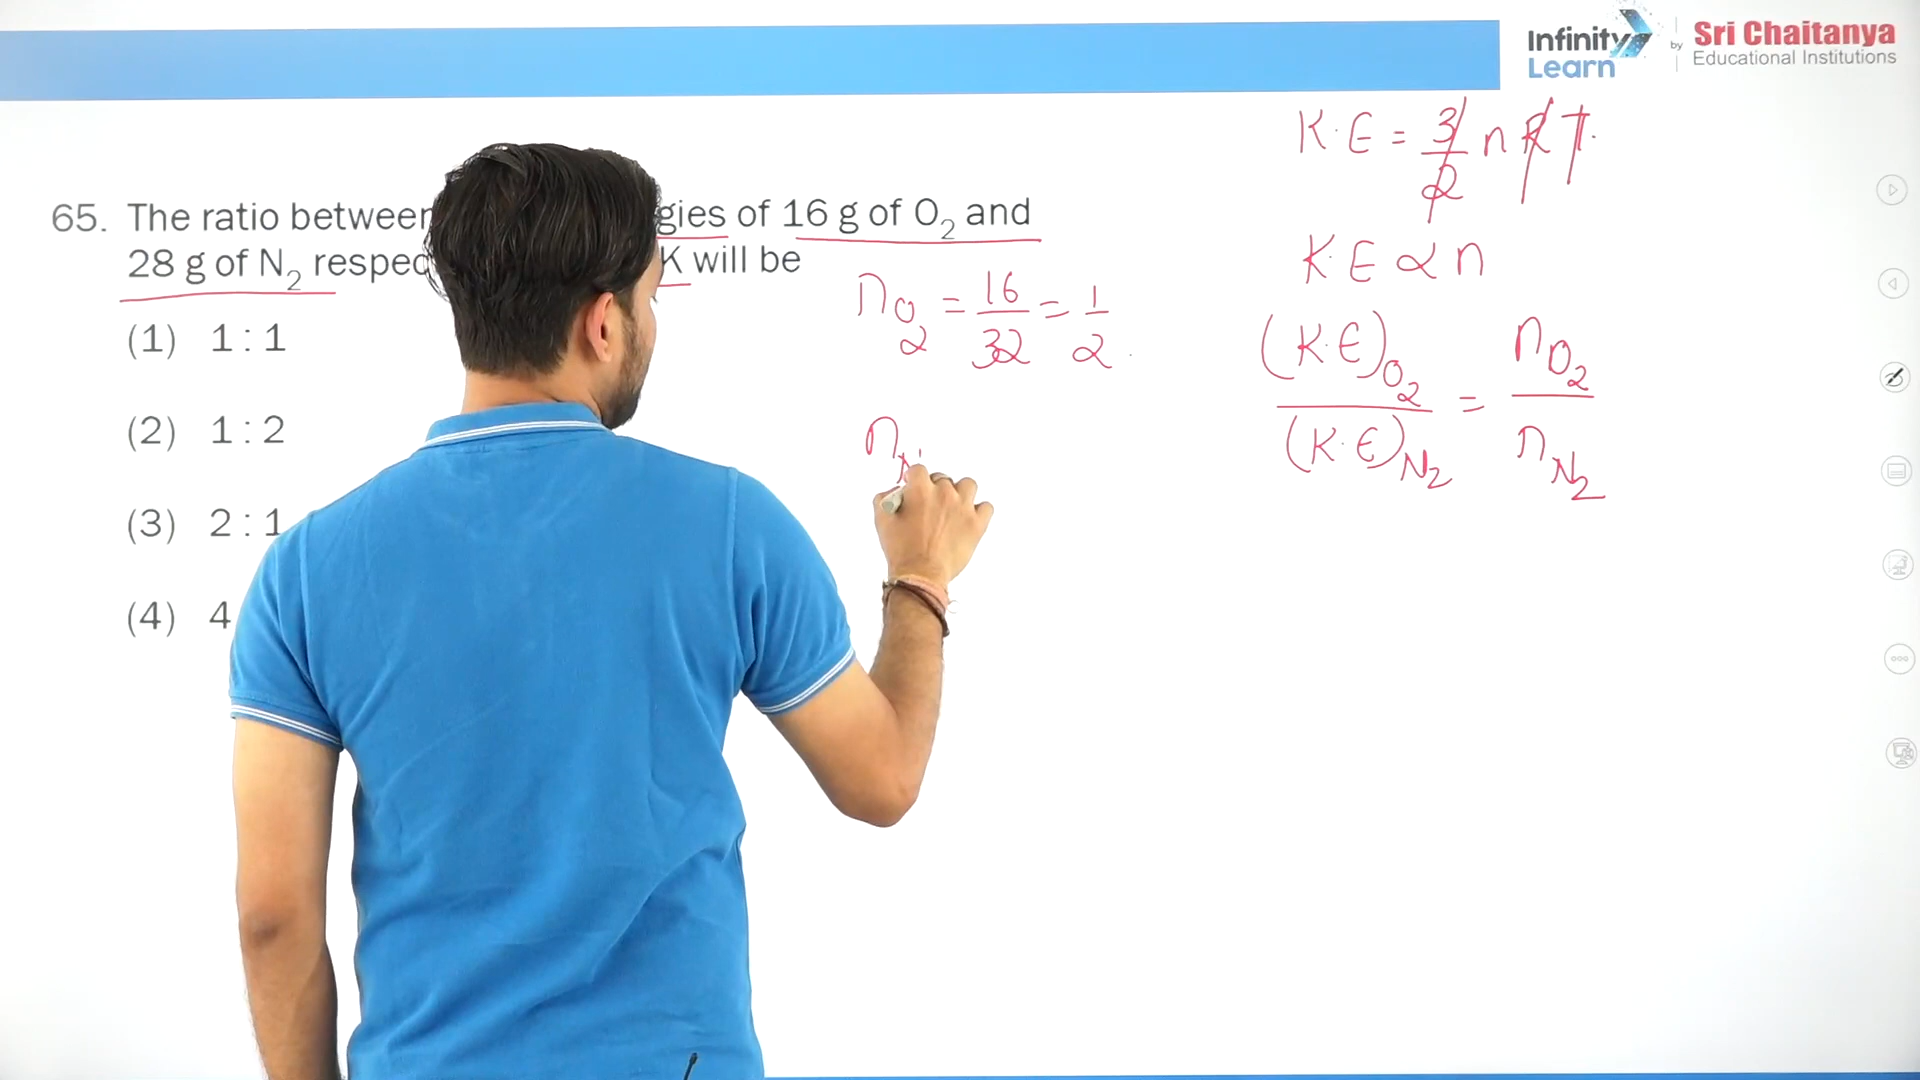 Infinity Learn by Sri Chaitanya Educational Institutions
K.E = 3/2 n R T.
65. The ratio between gies of 16 g of O2 and
28 g of N2 K will be
nO2 = 16/32 = 1/2
K.E ∝ n
(1) 1 : 1
(K.E)O2 / (K.E)N2 = nO2 / nN2
(2) 1 : 2
n
(3) 2 : 1
(4) 4